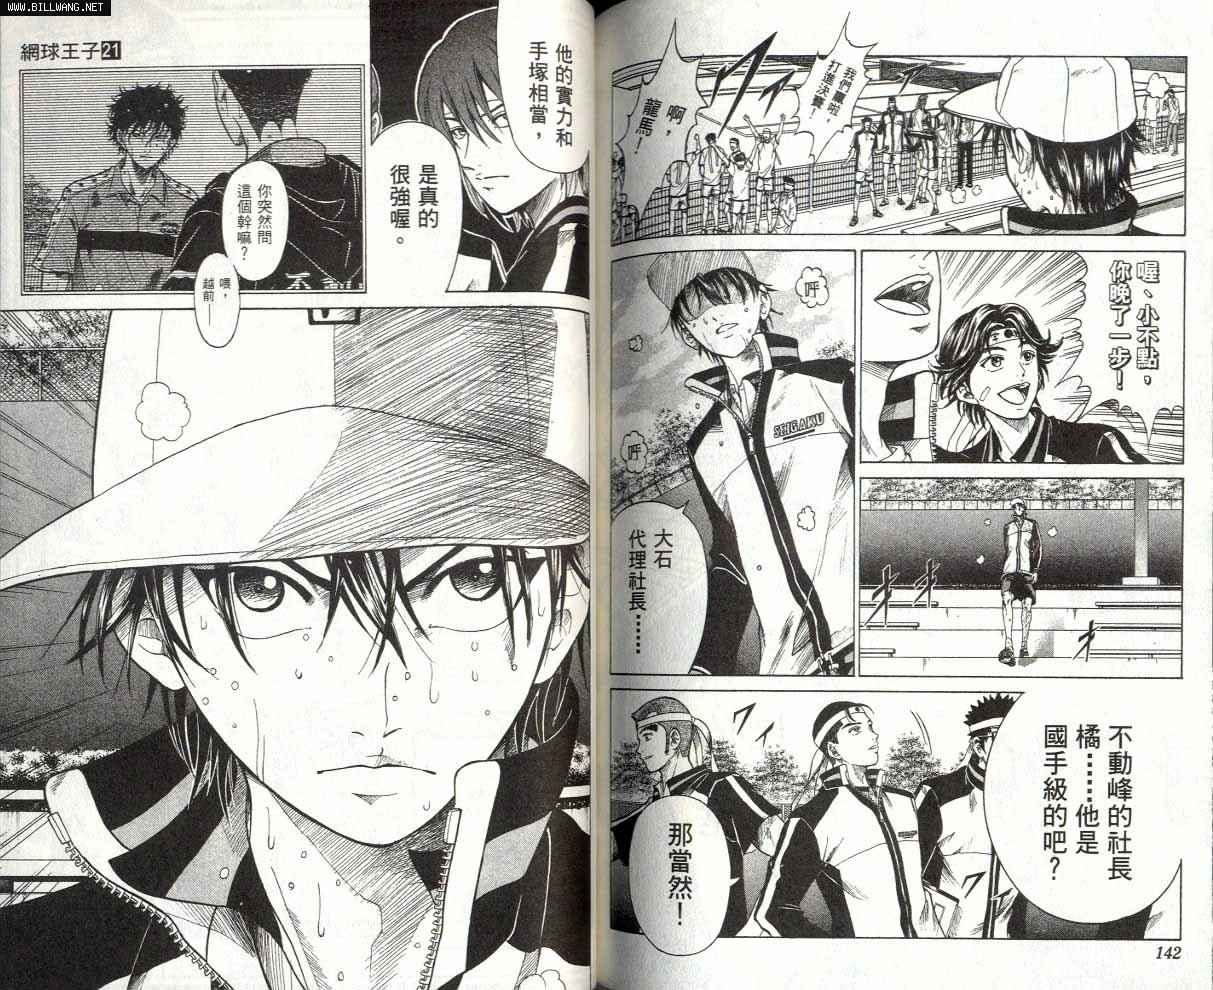 WWW.BILLWANG.NET
啊，
龍馬！
我們要
打進決賽！
喔、小不點，
你晚了一步！
呼
呼
SEIGAKU
大石
代理社長……
不動峰的社長
橘……他是
國手級的吧？
那當然！
142
網球王子21
他的實力和
手塚相當，
是真的
很強喔。
你突然問
這個幹嘛？
喂，
越前—